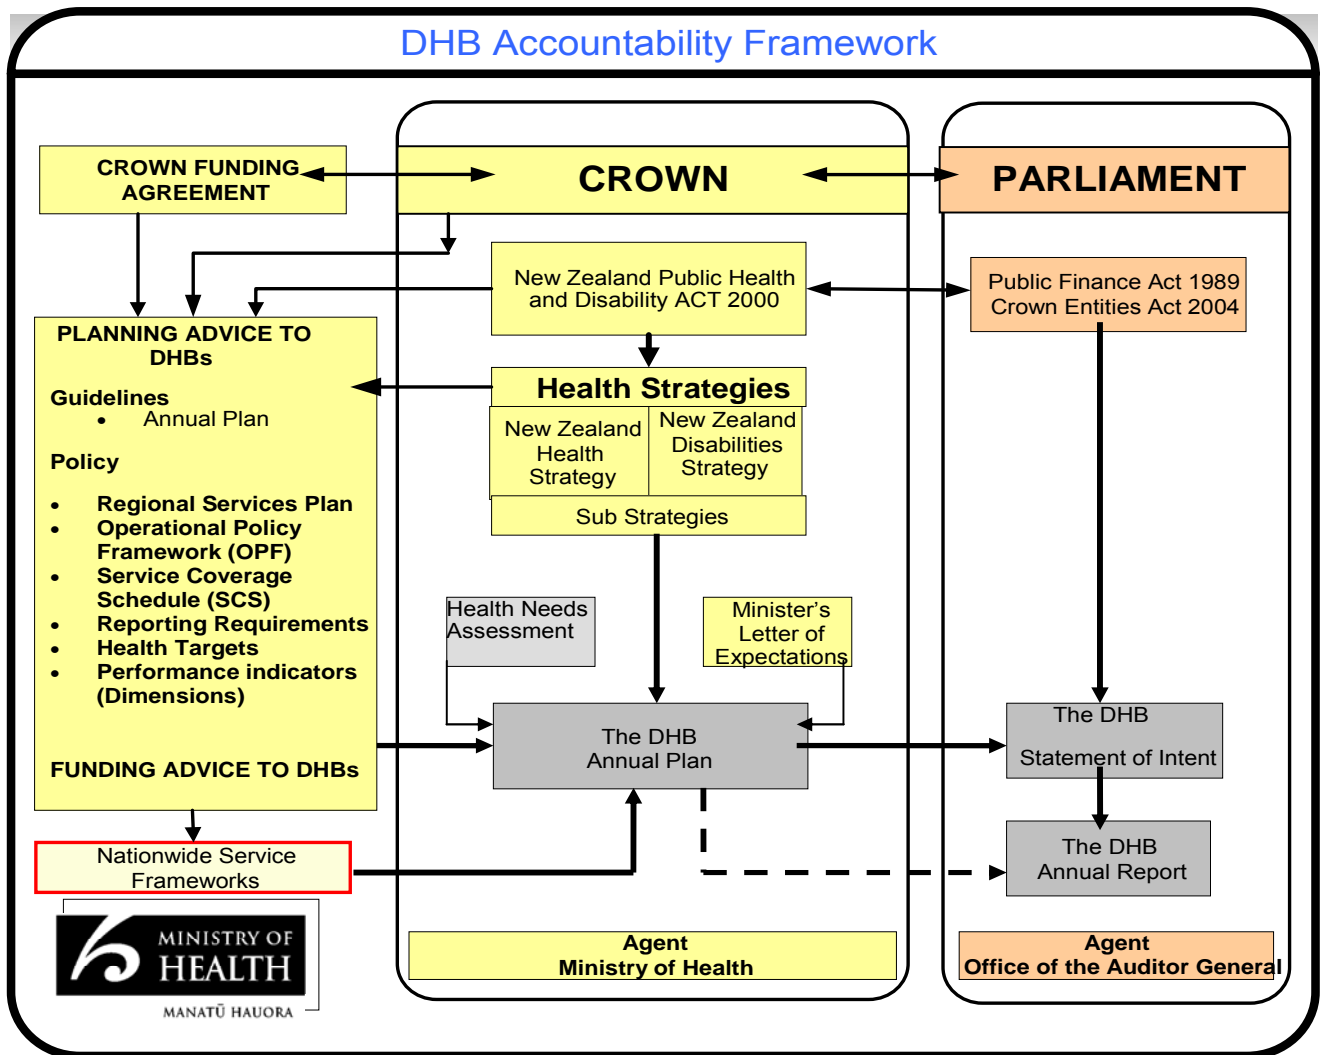 DHB Accountability Framework
CROWN FUNDING
AGREEMENT
CROWN
PARLIAMENT
New Zealand Public Health
and Disability ACT 2000
Public Finance Act 1989
Crown Entities Act 2004
PLANNING ADVICE TO
DHBs
Guidelines
• Annual Plan
Policy
• Regional Services Plan
• Operational Policy
Framework (OPF)
• Service Coverage
Schedule (SCS)
• Reporting Requirements
• Health Targets
• Performance indicators
(Dimensions)
FUNDING ADVICE TO DHBs
Health Strategies
New Zealand
Health
Strategy
New Zealand
Disabilities
Strategy
Sub Strategies
Health Needs
Assessment
Minister's
Letter of
Expectations
The DHB
Annual Plan
The DHB
Statement of Intent
The DHB
Annual Report
Nationwide Service
Frameworks
MINISTRY OF
HEALTH
MANATŪ HAUORA
Agent
Ministry of Health
Agent
Office of the Auditor General